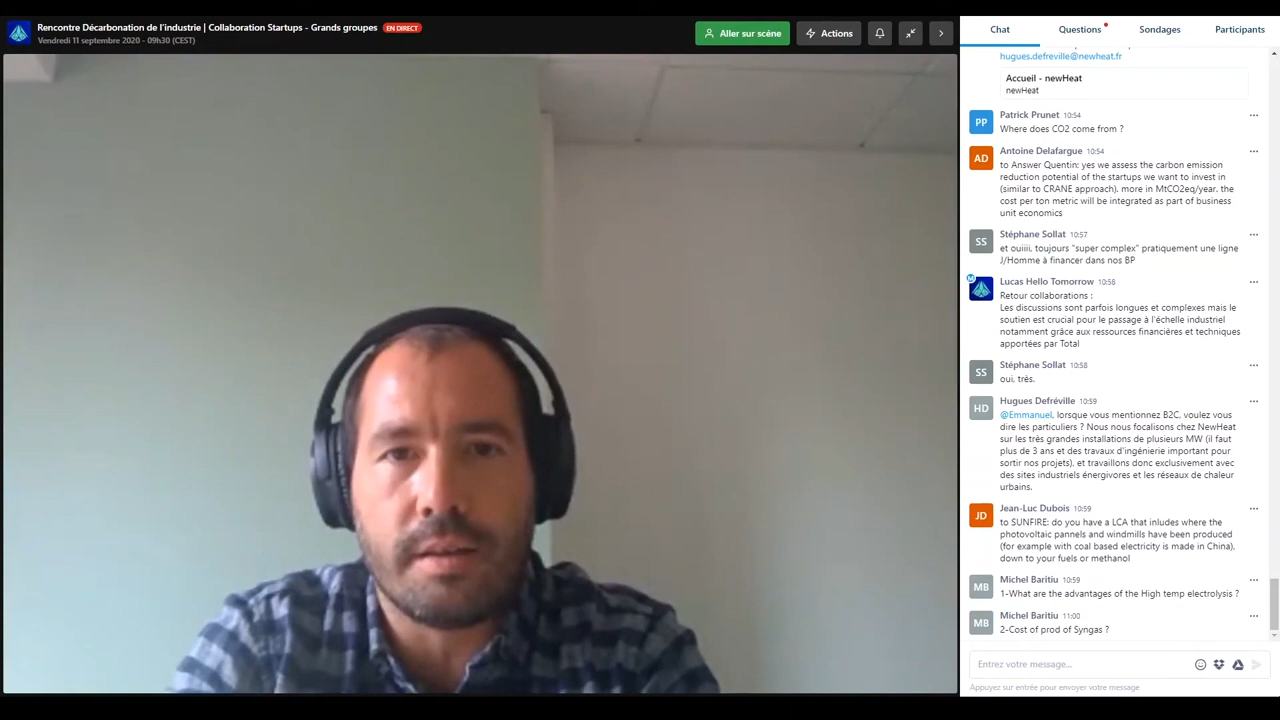 Rencontre Décarbonation de l'industrie | Collaboration Startups - Grands groupes EN DIRECT
Vendredi 11 septembre 2020 - 09h30 (CEST)
Aller sur scène
Actions
Chat
Questions
Sondages
Participants
hugues.defreville@newheat.fr
Accueil - newHeat
newHeat
PP
Patrick Prunet 10:54
Where does CO2 come from ?
AD
Antoine Delafargue 10:54
to Answer Quentin: yes we assess the carbon emission
reduction potential of the startups we want to invest in
(similar to CRANE approach). more in MtCO2eq/year. the
cost per ton metric will be integrated as part of business
unit economics
SS
Stéphane Sollat 10:57
et ouiiii, toujours "super complex" pratiquement une ligne
J/Homme à financer dans nos BP
M
Lucas Hello Tomorrow 10:58
Retour collaborations :
Les discussions sont parfois longues et complexes mais le
soutien est crucial pour le passage à l'échelle industriel
notamment grâce aux ressources financières et techniques
apportées par Total
SS
Stéphane Sollat 10:58
oui, très.
HD
Hugues Defréville 10:59
@Emmanuel, lorsque vous mentionnez B2C, voulez vous
dire les particuliers ? Nous nous focalisons chez NewHeat
sur les très grandes installations de plusieurs MW (il faut
plus de 3 ans et des travaux d'ingénierie important pour
sortir nos projets), et travaillons donc exclusivement avec
des sites industriels énergivores et les réseaux de chaleur
urbains.
JD
Jean-Luc Dubois 10:59
to SUNFIRE: do you have a LCA that inludes where the
photovoltaic pannels and windmills have been produced
(for example with coal based electricity is made in China),
down to your fuels or methanol
MB
Michel Baritiu 10:59
1-What are the advantages of the High temp electrolysis ?
MB
Michel Baritiu 11:00
2-Cost of prod of Syngas ?
Entrez votre message...
Appuyez sur entrée pour envoyer votre message